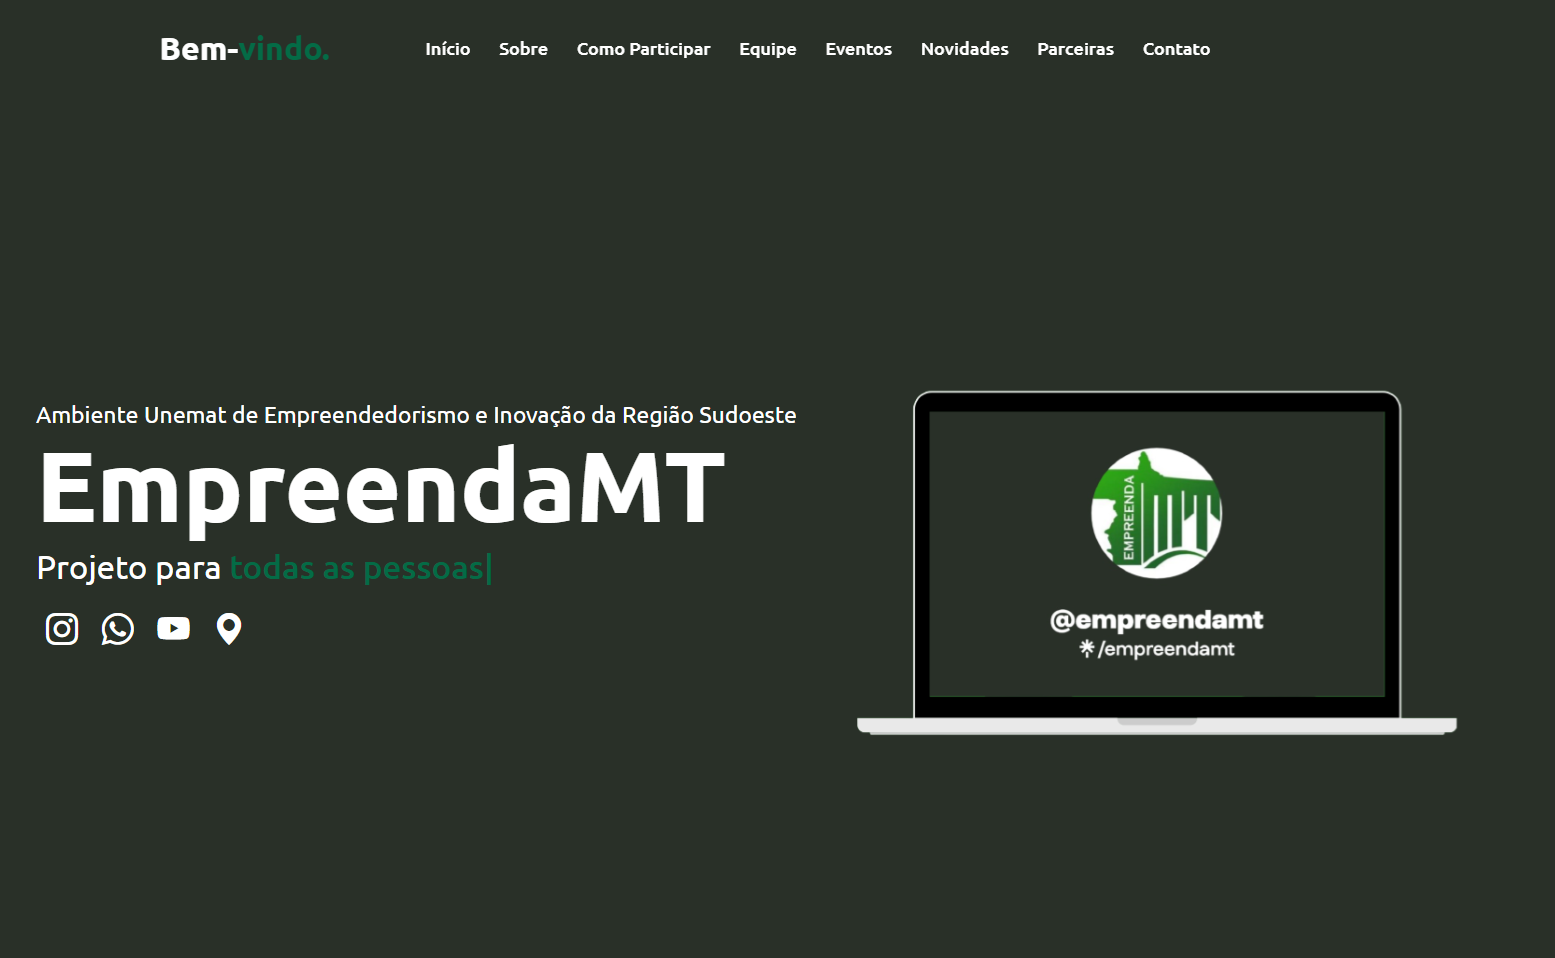 Bem-vindo.
Início Sobre Como Participar Equipe Eventos Novidades Parceiras Contato
Ambiente Unemat de Empreendedorismo e Inovação da Região Sudoeste
EmpreendaMT
Projeto para todas as pessoas|
EMPREENDA
MT
@empreendamt
/empreendamt